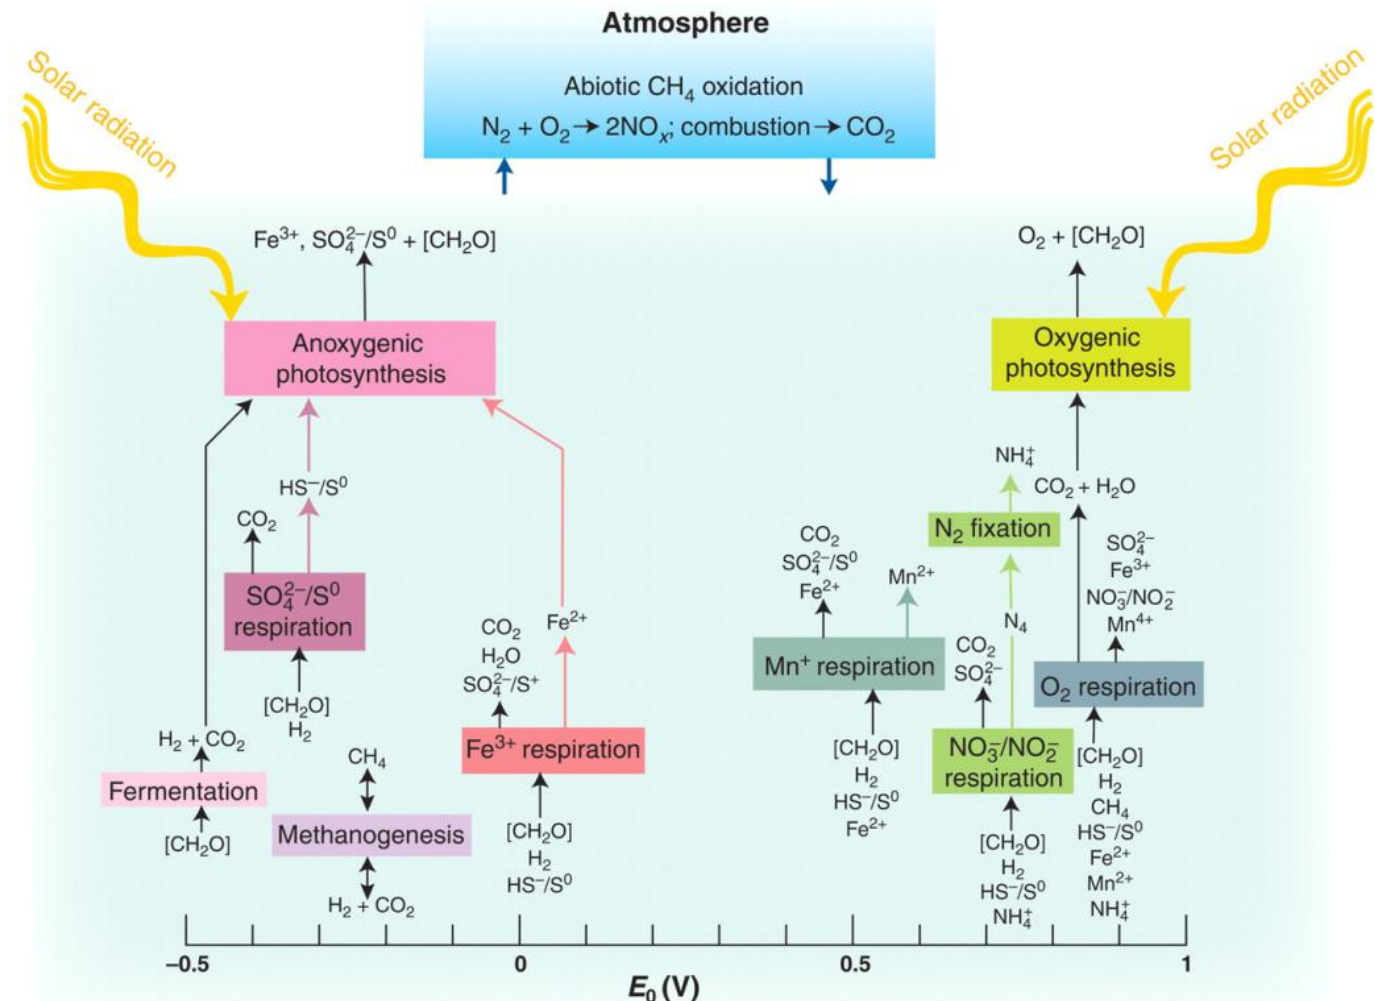 Atmosphere
Abiotic CH₄ oxidation
N₂ + O₂ → 2NOₓ; combustion → CO₂
Solar radiation
Solar radiation
Fe³⁺, SO₄²⁻/S⁰ + [CH₂O]
O₂ + [CH₂O]
Anoxygenic
photosynthesis
Oxygenic
photosynthesis
HS⁻/S⁰
CO₂
SO₄²⁻/S⁰
respiration
[CH₂O]
H₂
H₂ + CO₂
Fermentation
[CH₂O]
CH₄
Methanogenesis
H₂ + CO₂
CO₂
H₂O
SO₄²⁻/S⁺
Fe²⁺
Fe³⁺ respiration
[CH₂O]
H₂
HS⁻/S⁰
CO₂
SO₄²⁻/S⁰
Fe²⁺
Mn²⁺
Mn⁺ respiration
[CH₂O]
H₂
HS⁻/S⁰
Fe²⁺
NH₄⁺
N₂ fixation
N₄
CO₂
SO₄²⁻
NO₃⁻/NO₂⁻
respiration
[CH₂O]
H₂
HS⁻/S⁰
NH₄⁺
CO₂ + H₂O
SO₄²⁻
Fe³⁺
NO₃⁻/NO₂⁻
Mn⁴⁺
O₂ respiration
[CH₂O]
H₂
CH₄
HS⁻/S⁰
Fe²⁺
Mn²⁺
NH₄⁺
–0.5 0 0.5 1
E₀ (V)